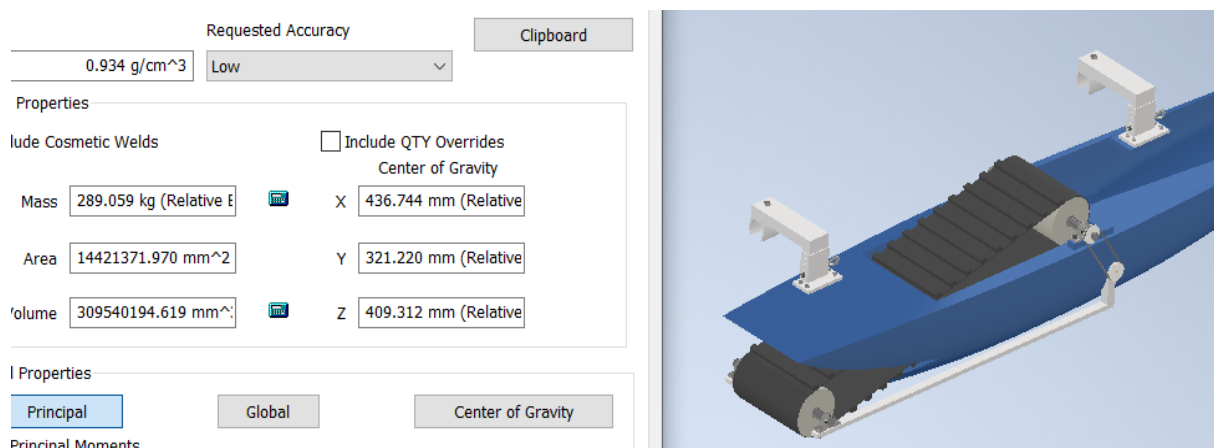 Requested Accuracy
Clipboard
0.934 g/cm^3
Low
Properties
lude Cosmetic Welds
Include QTY Overrides
Center of Gravity
Mass 289.059 kg (Relative E X 436.744 mm (Relative
Area 14421371.970 mm^2 Y 321.220 mm (Relative
Volume 309540194.619 mm^ Z 409.312 mm (Relative
l Properties
Principal Global Center of Gravity
Principal Moments